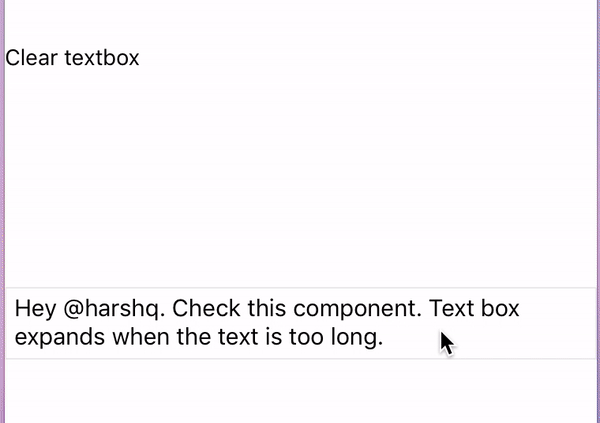 Clear textbox
Hey @harshq. Check this component. Text box
expands when the text is too long.